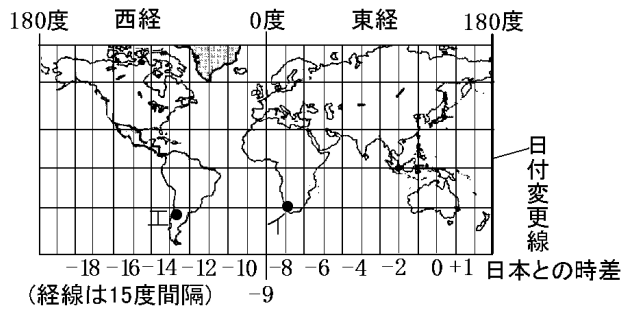 180度 西経 0度 東経 180度
日付変更線
エ
イ
-18 -16 -14 -12 -10 -8 -6 -4 -2 0 +1 日本との時差
(経線は15度間隔) -9